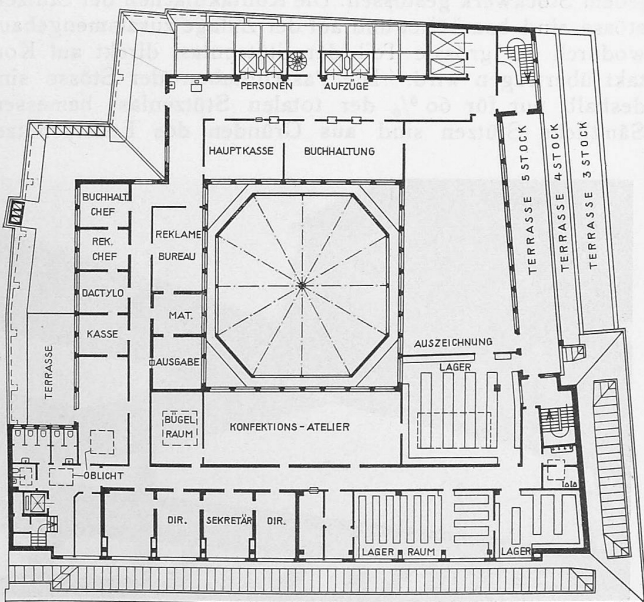 PERSONEN AUFZÜGE
HAUPTKASSE
BUCHHALTUNG
BUCHHALT.
CHEF
REK.
CHEF
DACTYLO
KASSE
REKLAME
BUREAU
MAT.
AUSGABE
TERRASSE
TERRASSE 5 STOCK
TERRASSE 4 STOCK
TERRASSE 3 STOCK
AUSZEICHNUNG
LAGER
BÜGEL
RAUM
KONFEKTIONS-ATELIER
OBLICHT
DIR.
SEKRETÄR
DIR.
LAGER RAUM
LAGER